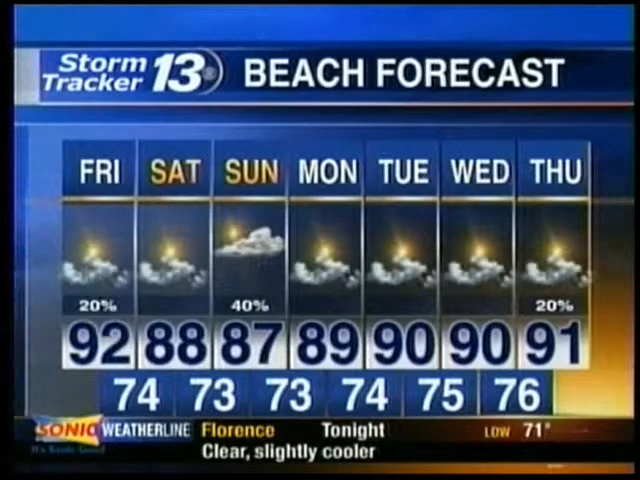 Storm
Tracker 13
BEACH FORECAST
FRI SAT SUN MON TUE WED THU
20% 40% 20%
92 88 87 89 90 90 91
74 73 73 74 75 76
SONIC WEATHERLINE Florence Tonight LOW 71°
Clear, slightly cooler